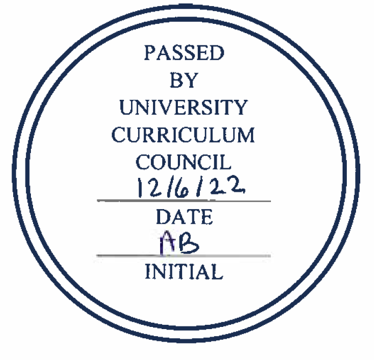 PASSED
BY
UNIVERSITY
CURRICULUM
COUNCIL
12/6/22
DATE
AB
INITIAL